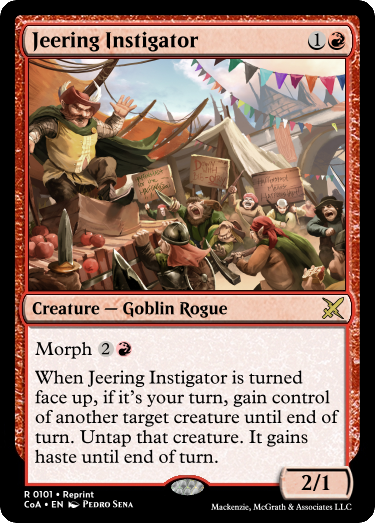 Jeering Instigator 1
Creature — Goblin Rogue
Morph 2
When Jeering Instigator is turned
face up, if it's your turn, gain control
of another target creature until end of
turn. Untap that creature. It gains
haste until end of turn.
2/1
R 0101 • Reprint
CoA • EN PEDRO SENA
Mackenzie, McGrath & Associates LLC